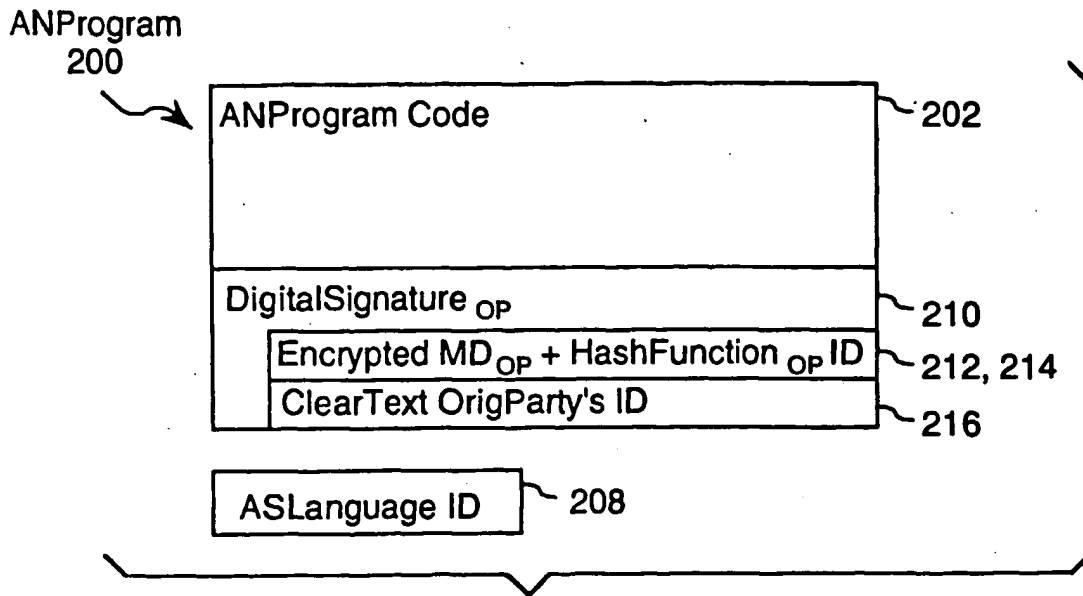 ANProgram
200
ANProgram Code
202
DigitalSignature OP
210
Encrypted MD OP + HashFunction OP ID
212, 214
ClearText OrigParty's ID
216
ASLanguage ID
208